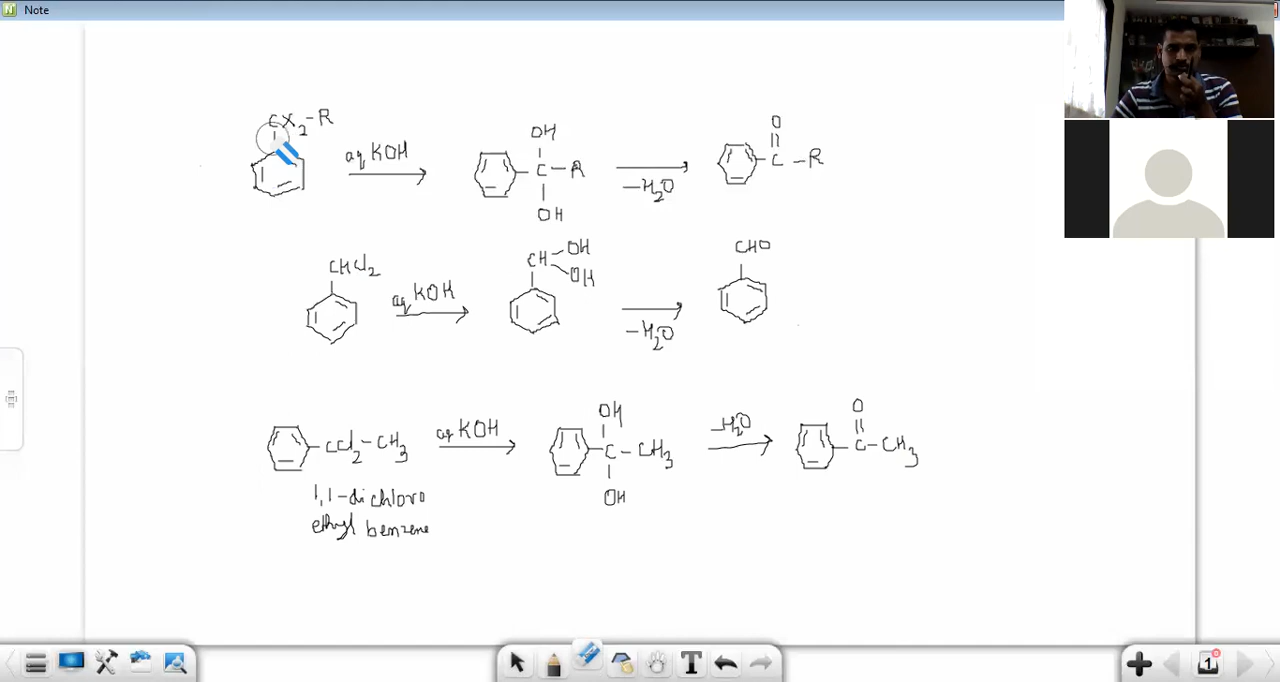 Note
CX2-R
aq KOH
OH
C-R
OH
-H2O
O
C-R
CHCl2
aq KOH
CH
OH
OH
-H2O
CHO
CCl2-CH3
aq KOH
OH
C-CH3
OH
-H2O
O
C-CH3
1,1-dichloro
ethyl benzene
T
1